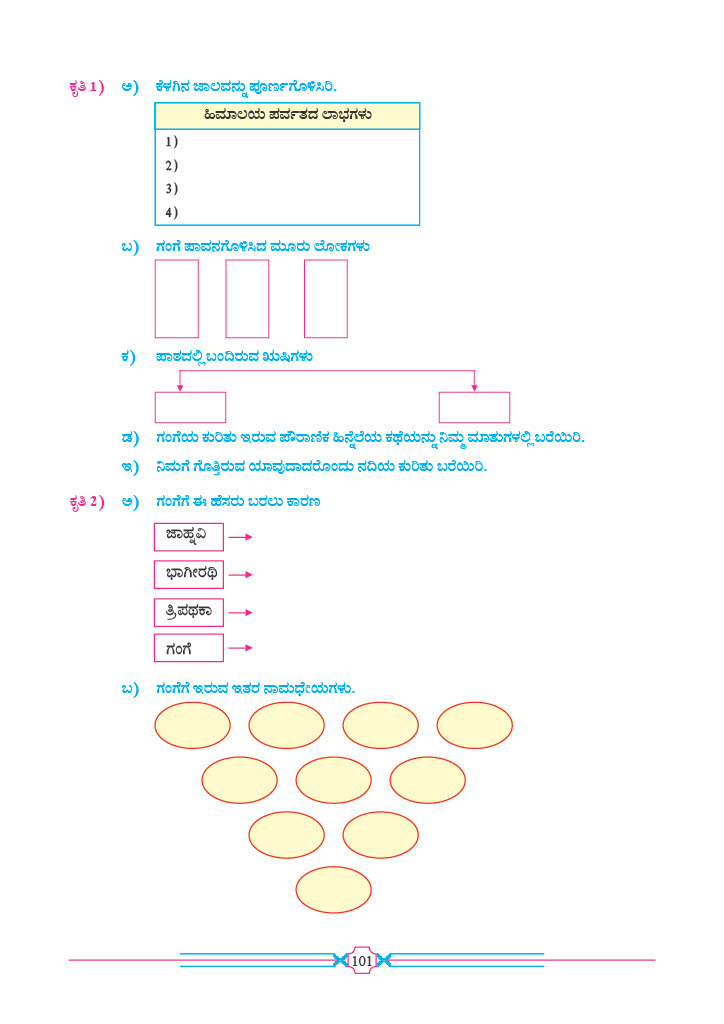 ಕೃತಿ 1) ಅ) ಕೆಳಗಿನ ಜಾಲವನ್ನು ಪೂರ್ಣಗೊಳಿಸಿರಿ.
ಹಿಮಾಲಯ ಪರ್ವತದ ಲಾಭಗಳು
1)
2)
3)
4)
ಬ) ಗಂಗೆ ಪಾವನಗೊಳಿಸಿದ ಮೂರು ಲೋಕಗಳು
ಕ) ಪಾಠದಲ್ಲಿ ಬಂದಿರುವ ಋಷಿಗಳು
ಡ) ಗಂಗೆಯ ಕುರಿತು ಇರುವ ಪೌರಾಣಿಕ ಹಿನ್ನೆಲೆಯ ಕಥೆಯನ್ನು ನಿಮ್ಮ ಮಾತುಗಳಲ್ಲಿ ಬರೆಯಿರಿ.
ಇ) ನಿಮಗೆ ಗೊತ್ತಿರುವ ಯಾವುದಾದರೊಂದು ನದಿಯ ಕುರಿತು ಬರೆಯಿರಿ.
ಕೃತಿ 2) ಅ) ಗಂಗೆಗೆ ಈ ಹೆಸರು ಬರಲು ಕಾರಣ
ಜಾಹ್ನವಿ
ಭಾಗೀರಥಿ
ತ್ರಿಪಥಕಾ
ಗಂಗೆ
ಬ) ಗಂಗೆಗೆ ಇರುವ ಇತರ ನಾಮಧೇಯಗಳು.
101